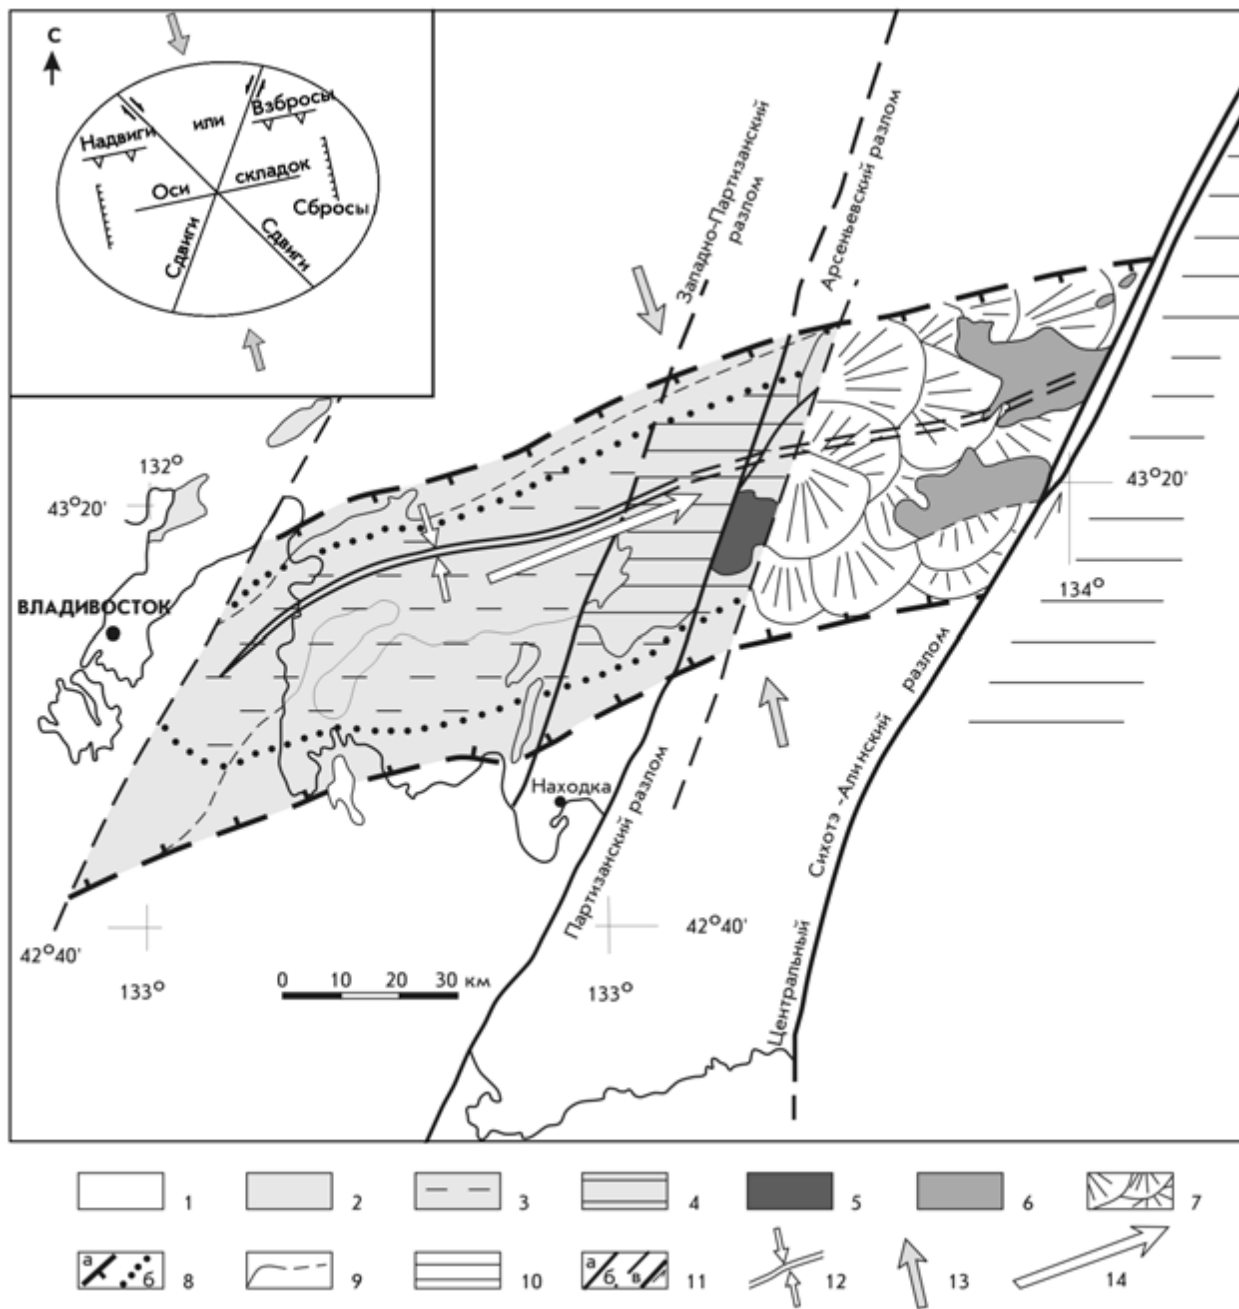 С
Взбросы
или
Надвиги
складок
Оси
Сбросы
Сдвиги
Сдвиги
Западно-Партизанский
разлом
Арсеньевский разлом
132°
43°20'
43°20'
134°
ВЛАДИВОСТОК
Находка
Партизанский разлом
Центральный
Сихотэ-Алинский
разлом
42°40'
42°40'
133°
133°
0 10 20 30 км
1 2 3 4 5 6 7
а б 8 9 10 а б, в 11 12 13 14